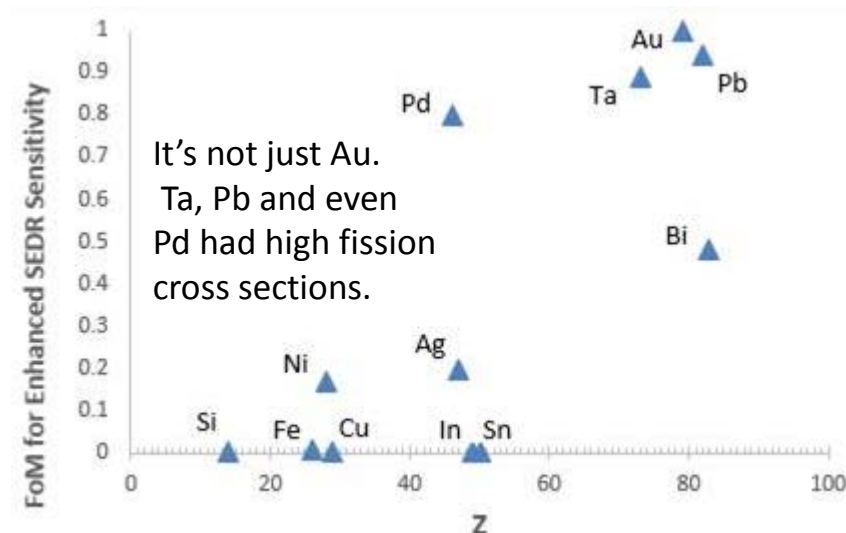 FoM for Enhanced SEDR Sensitivity
1
0.9
0.8
0.7
0.6
0.5
0.4
0.3
0.2
0.1
0
Au
Pb
Ta
Pd
It’s not just Au.
Ta, Pb and even
Pd had high fission
cross sections.
Bi
Ag
Ni
Si
Fe
Cu
In
Sn
0
20
40
60
80
100
Z